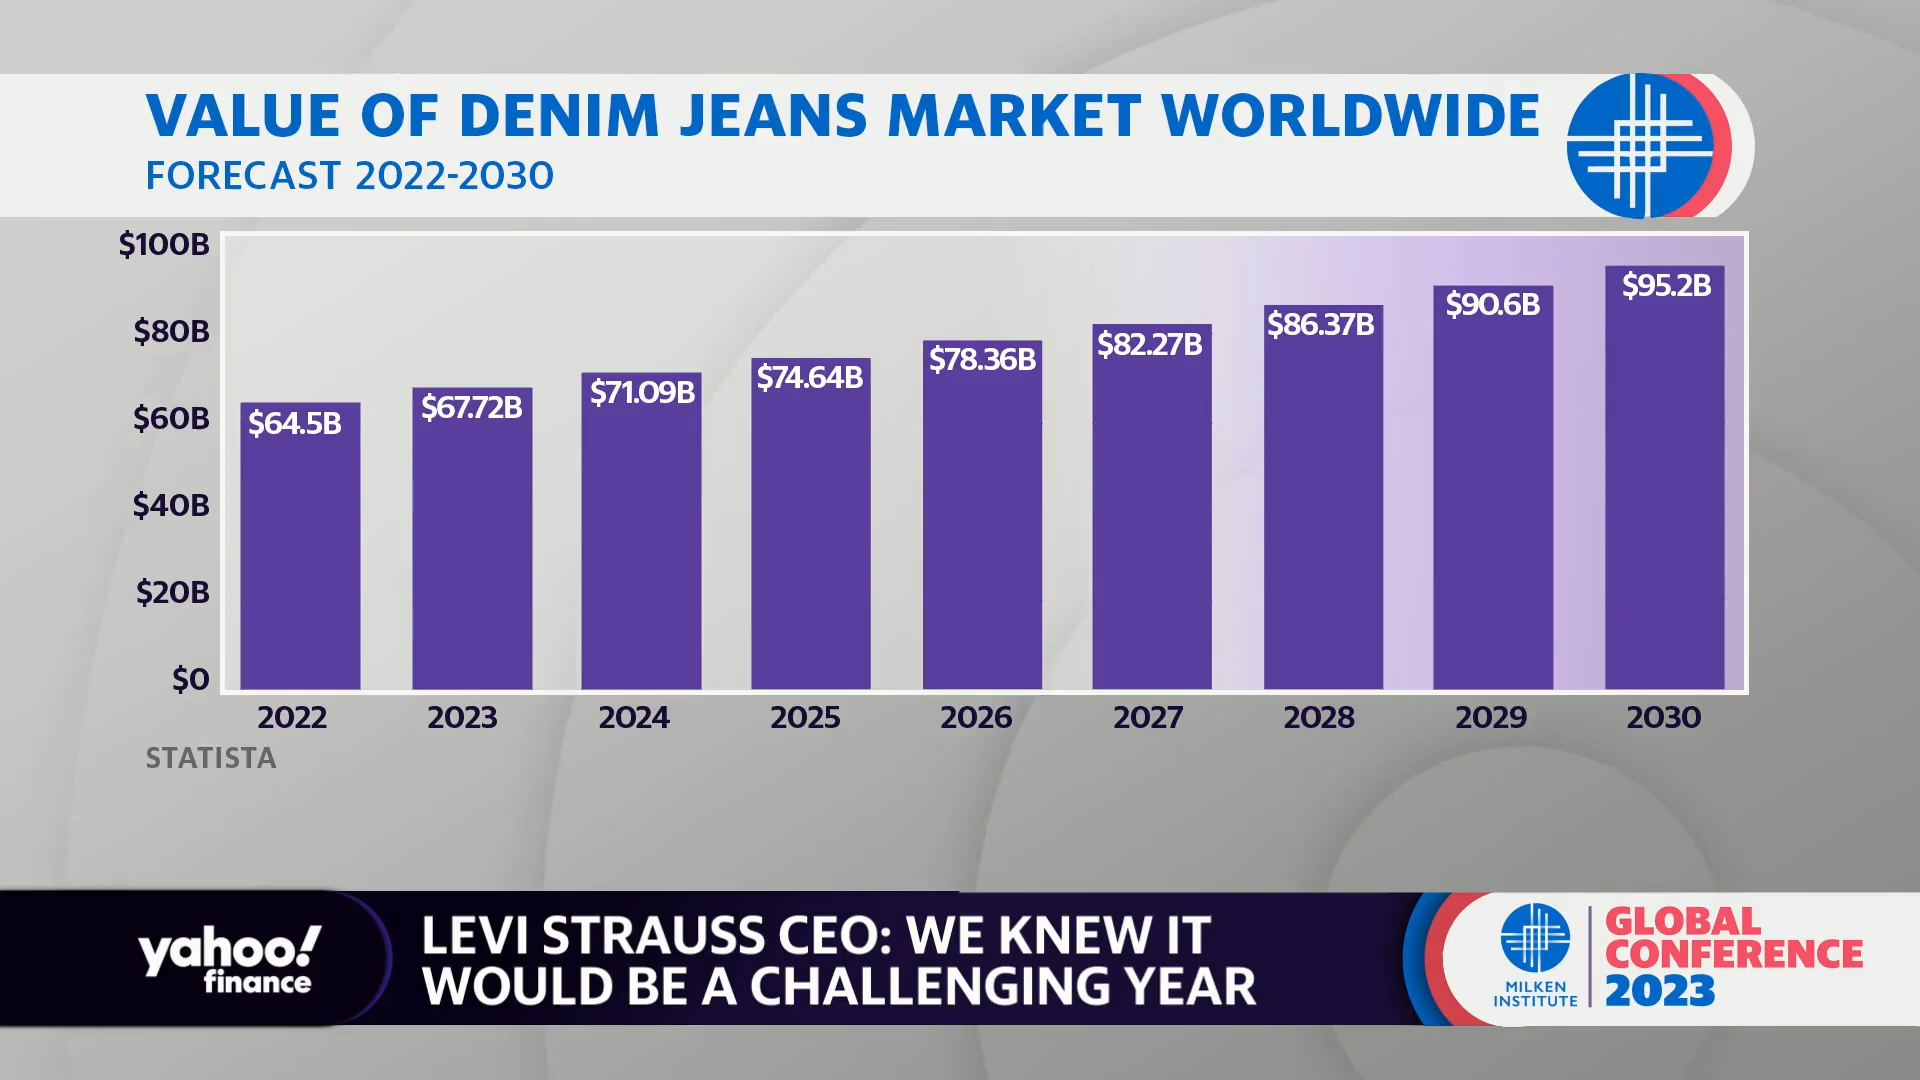 VALUE OF DENIM JEANS MARKET WORLDWIDE
FORECAST 2022-2030
$100B
$80B
$60B
$40B
$20B
$0
$64.5B
$67.72B
$71.09B
$74.64B
$78.36B
$82.27B
$86.37B
$90.6B
$95.2B
2022
2023
2024
2025
2026
2027
2028
2029
2030
STATISTA
yahoo!
finance
LEVI STRAUSS CEO: WE KNEW IT
WOULD BE A CHALLENGING YEAR
MILKEN
INSTITUTE
GLOBAL
CONFERENCE
2023